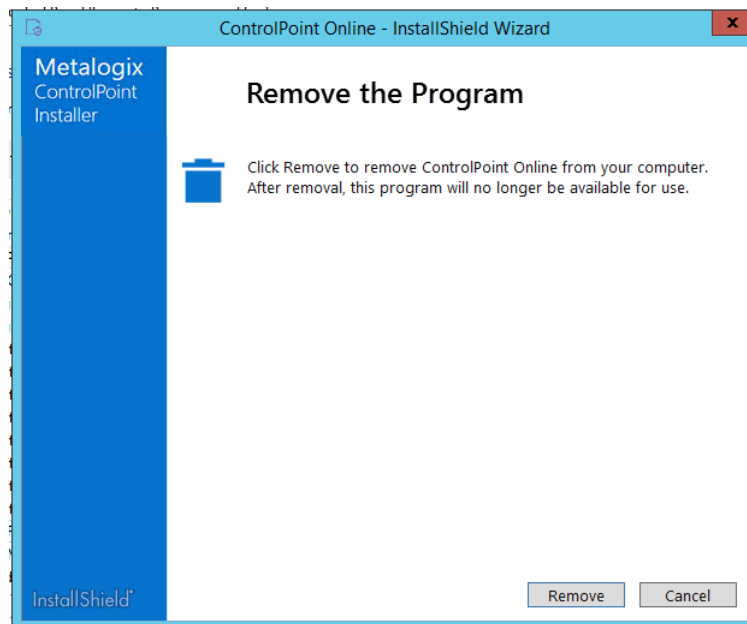 ControlPoint Online - InstallShield Wizard
x
Metalogix
ControlPoint
Installer
Remove the Program
Click Remove to remove ControlPoint Online from your computer.
After removal, this program will no longer be available for use.
InstallShield
Remove
Cancel